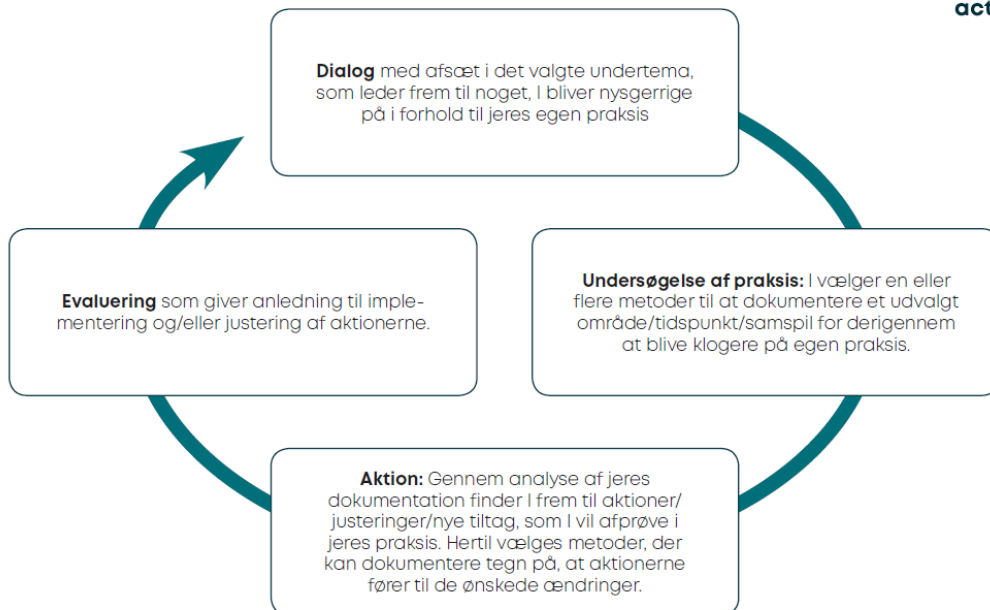 act
Dialog med afsæt i det valgte undertema,
som leder frem til noget, I bliver nysgerrige
på i forhold til jeres egen praksis
Undersøgelse af praksis: I vælger en eller
flere metoder til at dokumentere et udvalgt
område/tidspunkt/samspil for derigennem
at blive klogere på egen praksis.
Aktion: Gennem analyse af jeres
dokumentation finder I frem til aktioner/
justeringer/nye tiltag, som I vil afprøve i
jeres praksis. Hertil vælges metoder, der
kan dokumentere tegn på, at aktionerne
fører til de ønskede ændringer.
Evaluering som giver anledning til imple-
mentering og/eller justering af aktionerne.